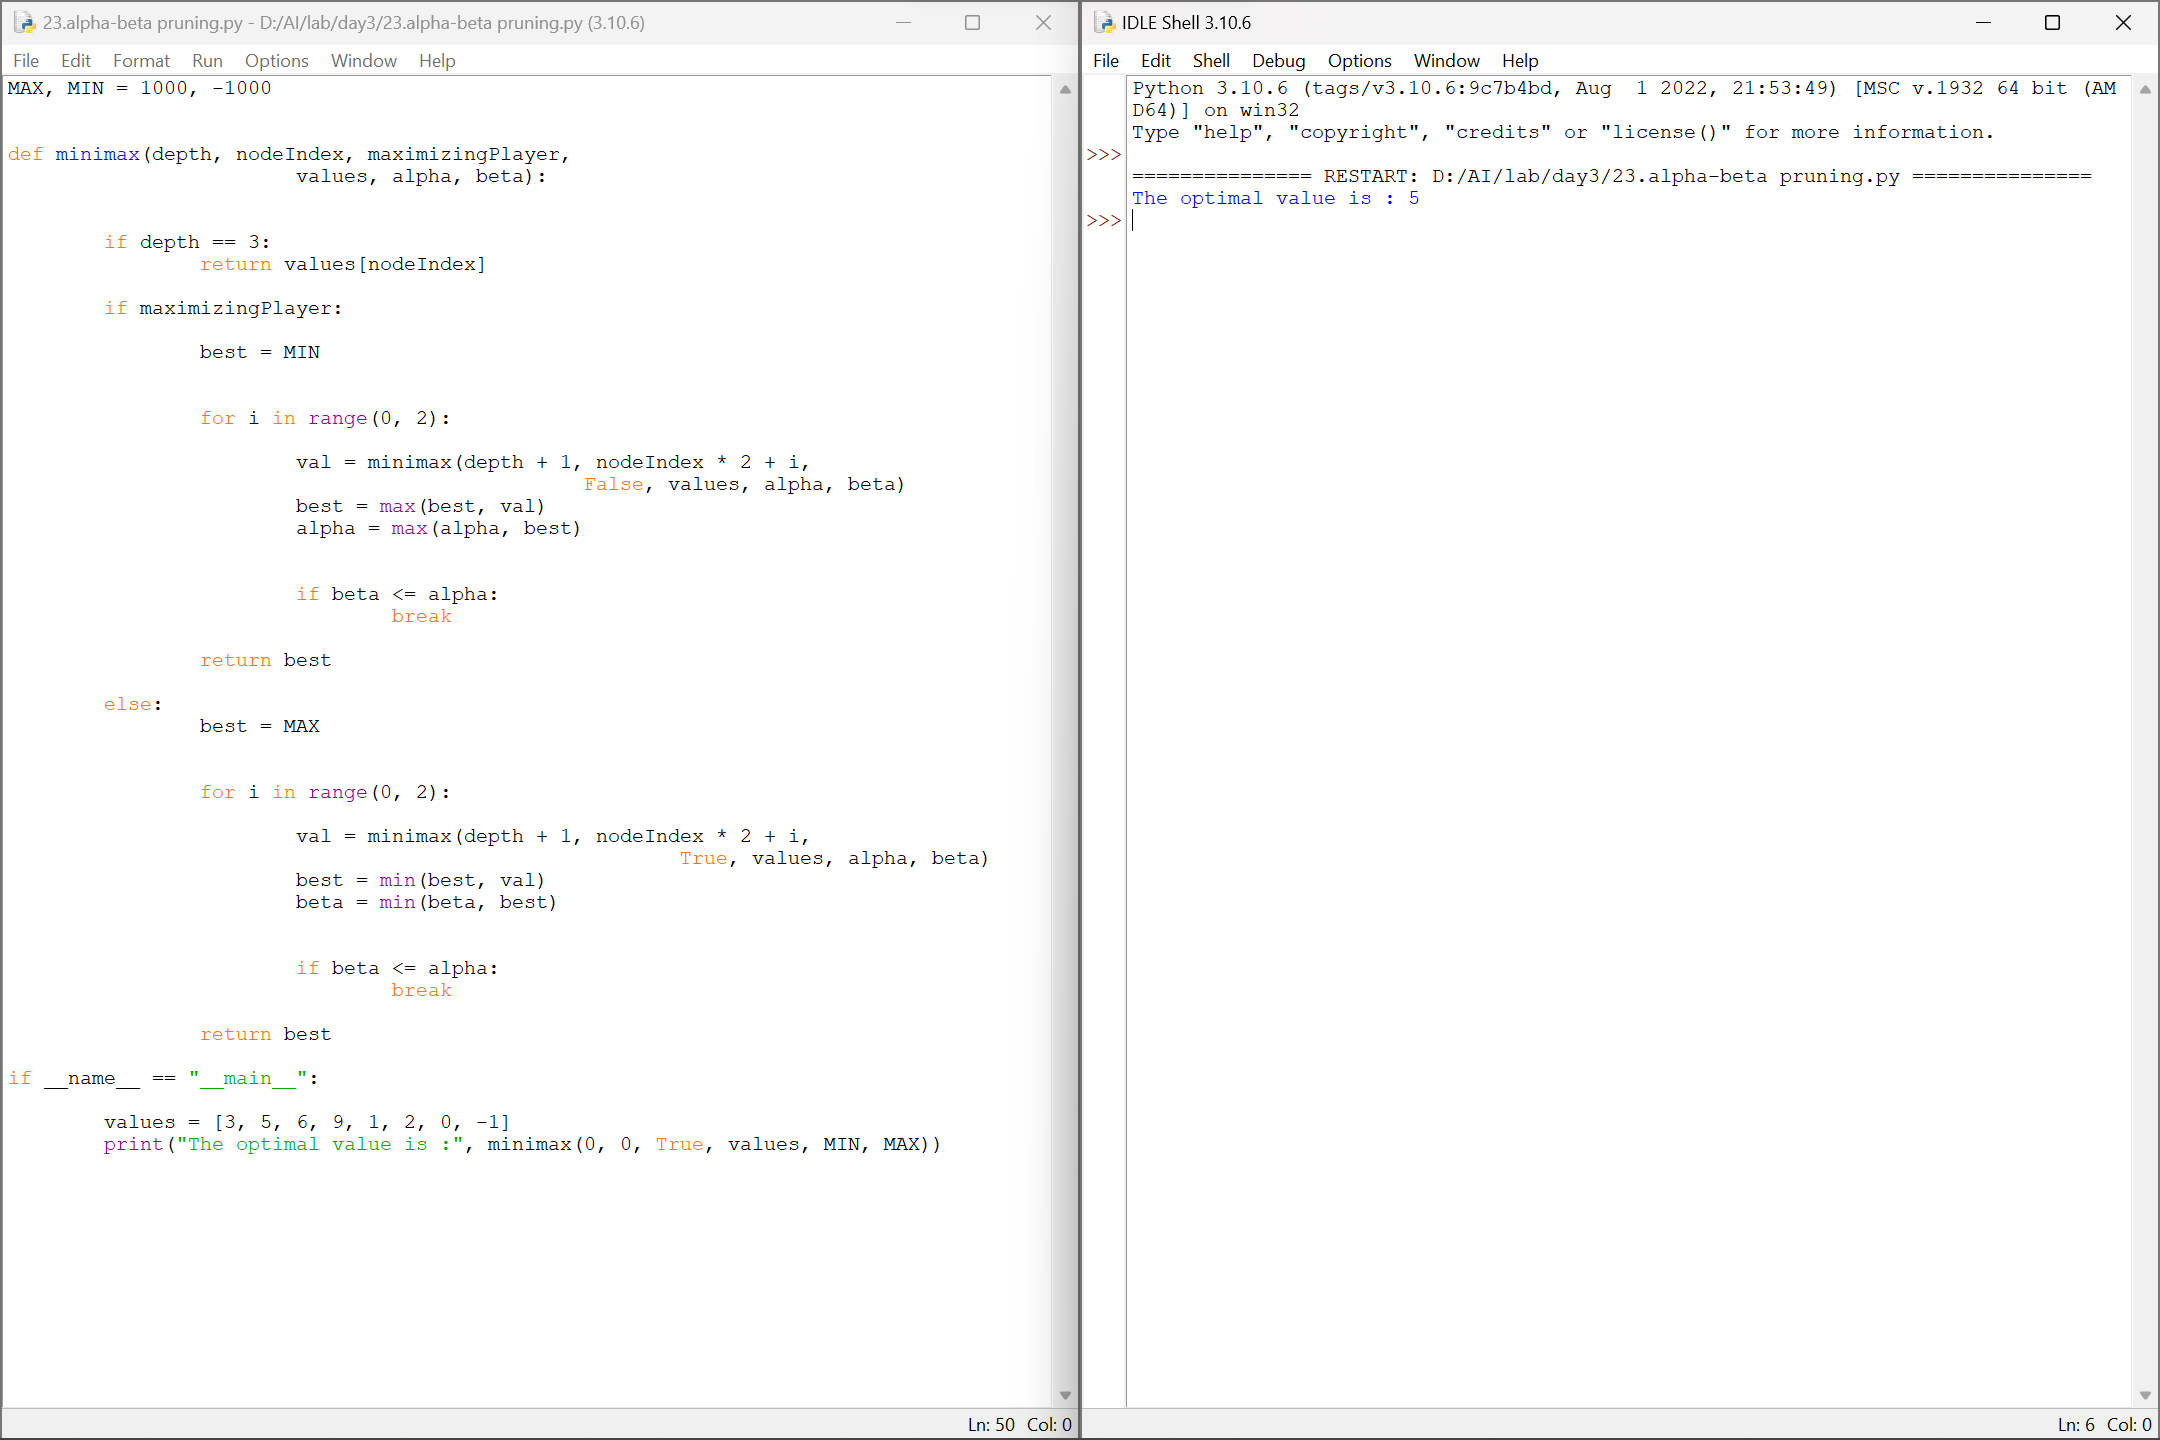 23.alpha-beta pruning.py - D:/AI/lab/day3/23.alpha-beta pruning.py (3.10.6)
File Edit Format Run Options Window Help
MAX, MIN = 1000, -1000
def minimax(depth, nodeIndex, maximizingPlayer,
values, alpha, beta):
if depth == 3:
return values[nodeIndex]
if maximizingPlayer:
best = MIN
for i in range(0, 2):
val = minimax(depth + 1, nodeIndex * 2 + i,
False, values, alpha, beta)
best = max(best, val)
alpha = max(alpha, best)
if beta <= alpha:
break
return best
else:
best = MAX
for i in range(0, 2):
val = minimax(depth + 1, nodeIndex * 2 + i,
True, values, alpha, beta)
best = min(best, val)
beta = min(beta, best)
if beta <= alpha:
break
return best
if __name__ == "__main__":
values = [3, 5, 6, 9, 1, 2, 0, -1]
print("The optimal value is :", minimax(0, 0, True, values, MIN, MAX))
Ln: 50 Col: 0
IDLE Shell 3.10.6
File Edit Shell Debug Options Window Help
Python 3.10.6 (tags/v3.10.6:9c7b4bd, Aug  1 2022, 21:53:49) [MSC v.1932 64 bit (AM
D64)] on win32
Type "help", "copyright", "credits" or "license()" for more information.
>>>
=============== RESTART: D:/AI/lab/day3/23.alpha-beta pruning.py ===============
The optimal value is : 5
>>>
Ln: 6 Col: 0